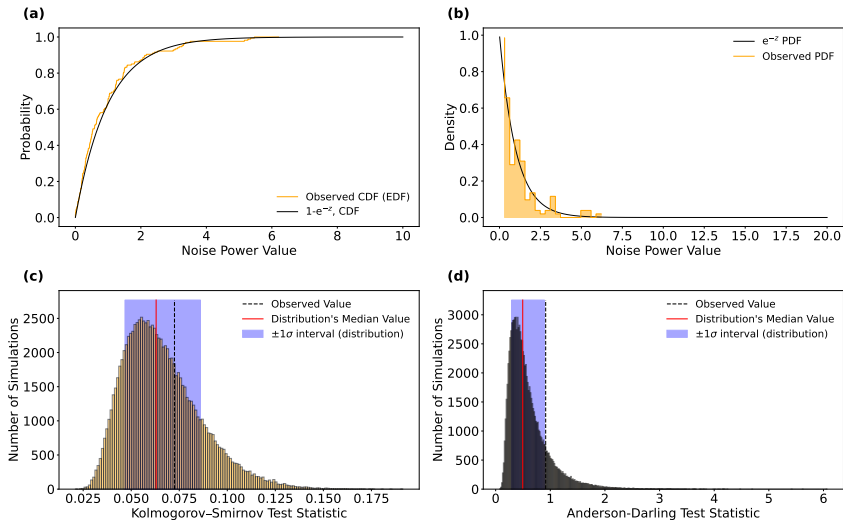 (a)
1.0
0.8
0.6
0.4
0.2
0.0
Probability
Observed CDF (EDF)
1-e⁻ᶻ, CDF
0 2 4 6 8 10
Noise Power Value
(b)
1.0
0.8
0.6
0.4
0.2
0.0
Density
e⁻ᶻ PDF
Observed PDF
0.0 2.5 5.0 7.5 10.0 12.5 15.0 17.5 20.0
Noise Power Value
(c)
2500
2000
1500
1000
500
0
Number of Simulations
Observed Value
Distribution's Median Value
±1σ interval (distribution)
0.025 0.050 0.075 0.100 0.125 0.150 0.175
Kolmogorov–Smirnov Test Statistic
(d)
3000
2500
2000
1500
1000
500
0
Number of Simulations
Observed Value
Distribution's Median Value
±1σ interval (distribution)
0 1 2 3 4 5 6
Anderson-Darling Test Statistic